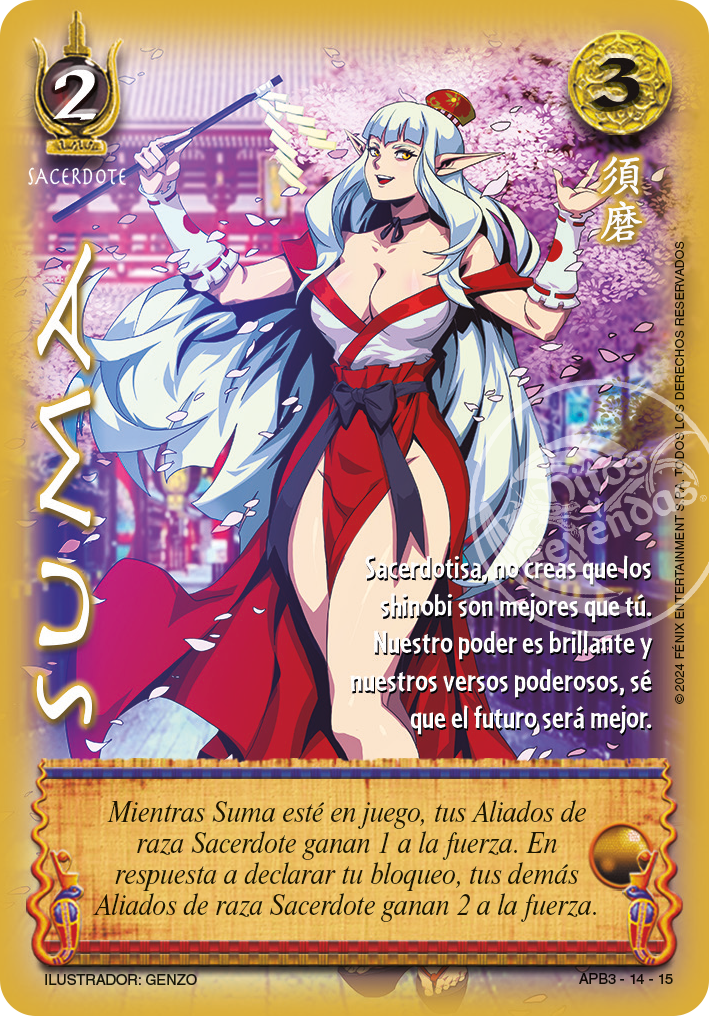 2
3
SACERDOTE
須磨
SUMA
Sacerdotisa, no creas que los
shinobi son mejores que tú.
Nuestro poder es brillante y
nuestros versos poderosos, sé
que el futuro será mejor.
Mitos
y Leyendas
®
© 2024 FÉNIX ENTERTAINMENT S.P.A. TODOS LOS DERECHOS RESERVADOS
Mientras Suma esté en juego, tus Aliados de
raza Sacerdote ganan 1 a la fuerza. En
respuesta a declarar tu bloqueo, tus demás
Aliados de raza Sacerdote ganan 2 a la fuerza.
ILUSTRADOR: GENZO
APB3 - 14 - 15